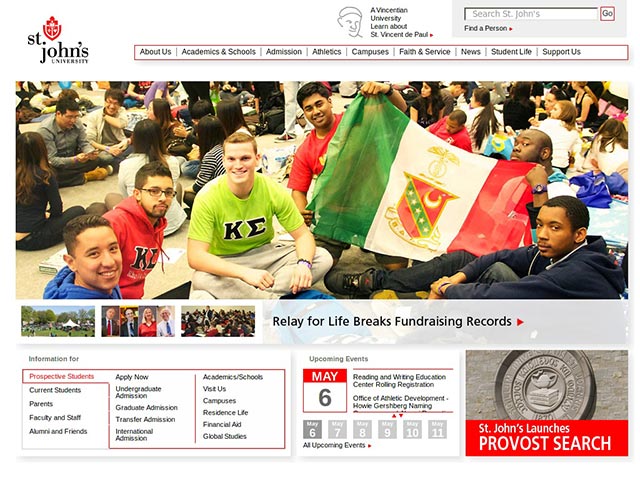 st.
john's
UNIVERSITY
A Vincentian
University
Learn about
St. Vincent de Paul
Search St. John's
Go
Find a Person
About Us
Academics & Schools
Admission
Athletics
Campuses
Faith & Service
News
Student Life
Support Us
ΚΣ
ΚΣ
Relay for Life Breaks Fundraising Records
Information for
Prospective Students
Current Students
Parents
Faculty and Staff
Alumni and Friends
Apply Now
Undergraduate
Admission
Graduate Admission
Transfer Admission
International
Admission
Academics/Schools
Visit Us
Campuses
Residence Life
Financial Aid
Global Studies
Upcoming Events
MAY
6
Reading and Writing Education
Center Rolling Registration
Office of Athletic Development -
Howie Gershberg Naming
May
6 7 8 9 10 11
All Upcoming Events
St. John's Launches
PROVOST SEARCH